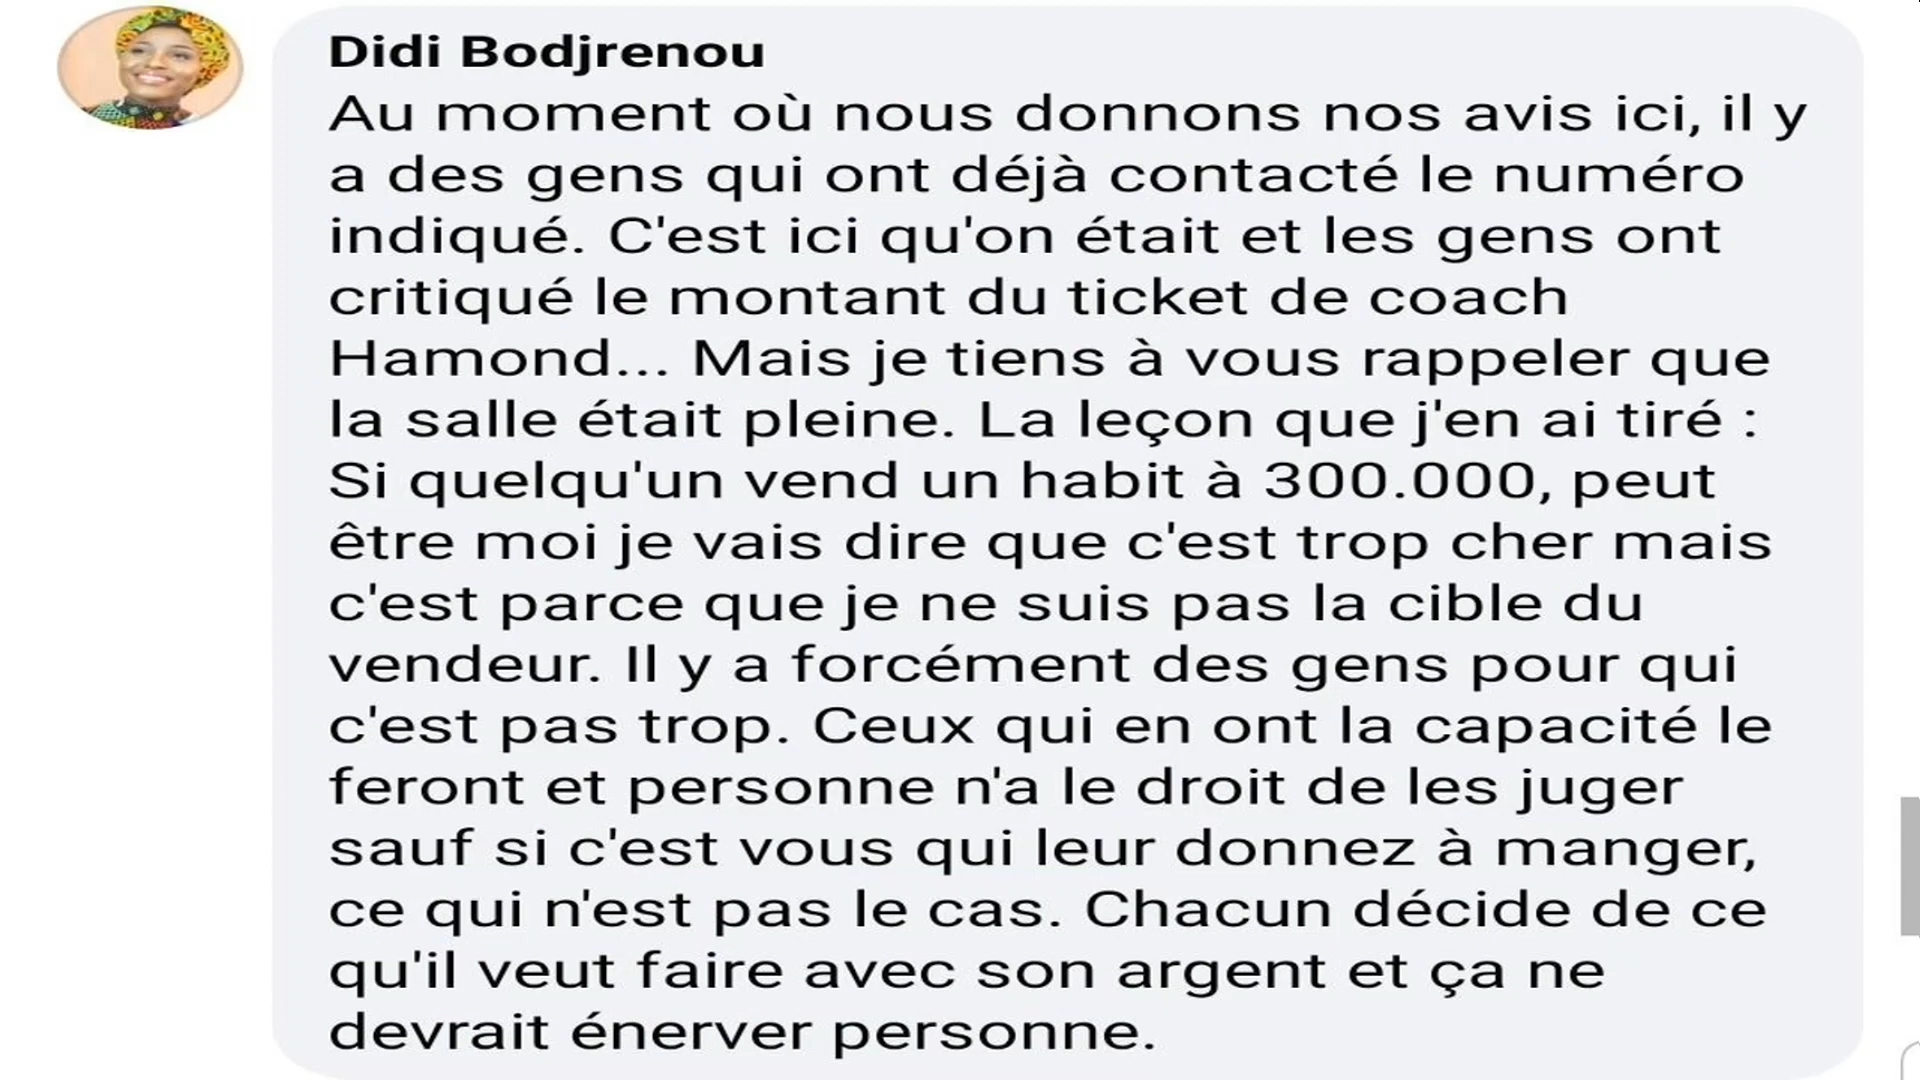 Didi Bodjrenou
Au moment où nous donnons nos avis ici, il y
a des gens qui ont déjà contacté le numéro
indiqué. C'est ici qu'on était et les gens ont
critiqué le montant du ticket de coach
Hamond... Mais je tiens à vous rappeler que
la salle était pleine. La leçon que j'en ai tiré :
Si quelqu'un vend un habit à 300.000, peut
être moi je vais dire que c'est trop cher mais
c'est parce que je ne suis pas la cible du
vendeur. Il y a forcément des gens pour qui
c'est pas trop. Ceux qui en ont la capacité le
feront et personne n'a le droit de les juger
sauf si c'est vous qui leur donnez à manger,
ce qui n'est pas le cas. Chacun décide de ce
qu'il veut faire avec son argent et ça ne
devrait énerver personne.